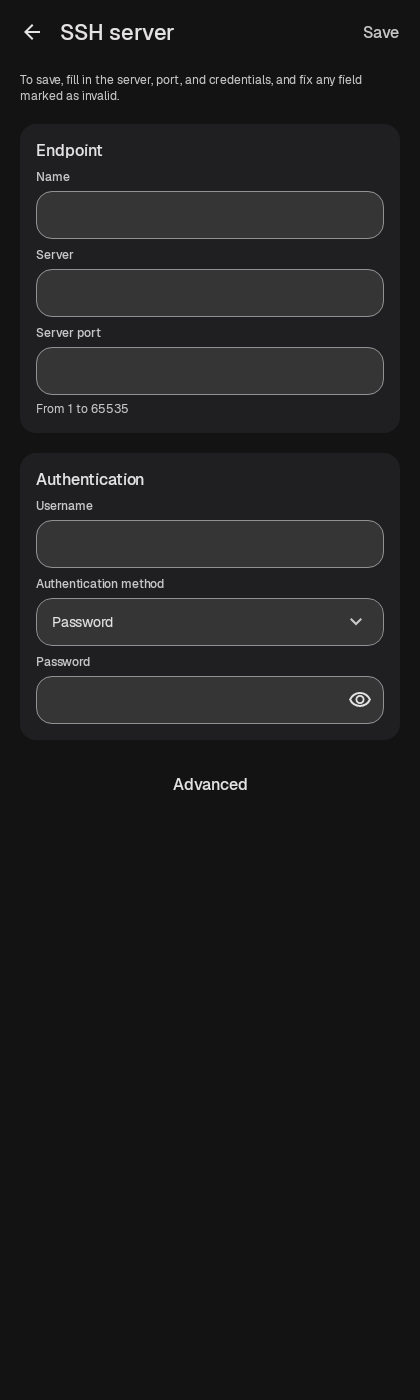 SSH server
Save
To save, fill in the server, port, and credentials, and fix any field
marked as invalid.
Endpoint
Name
Server
Server port
From 1 to 65535
Authentication
Username
Authentication method
Password
Password
Advanced